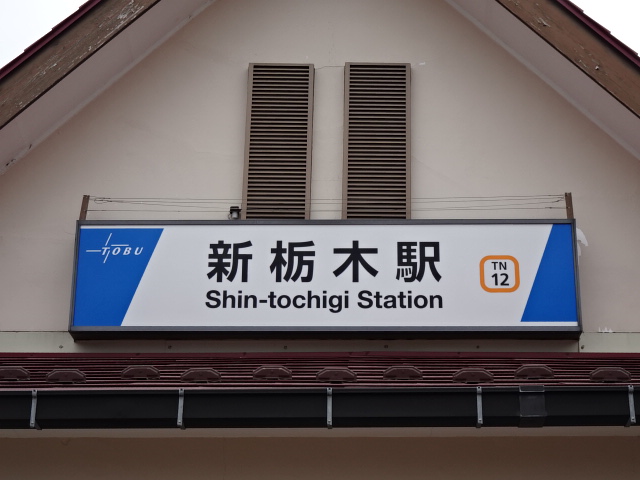 TOBU
新栃木駅
Shin-tochigi Station
TN
12